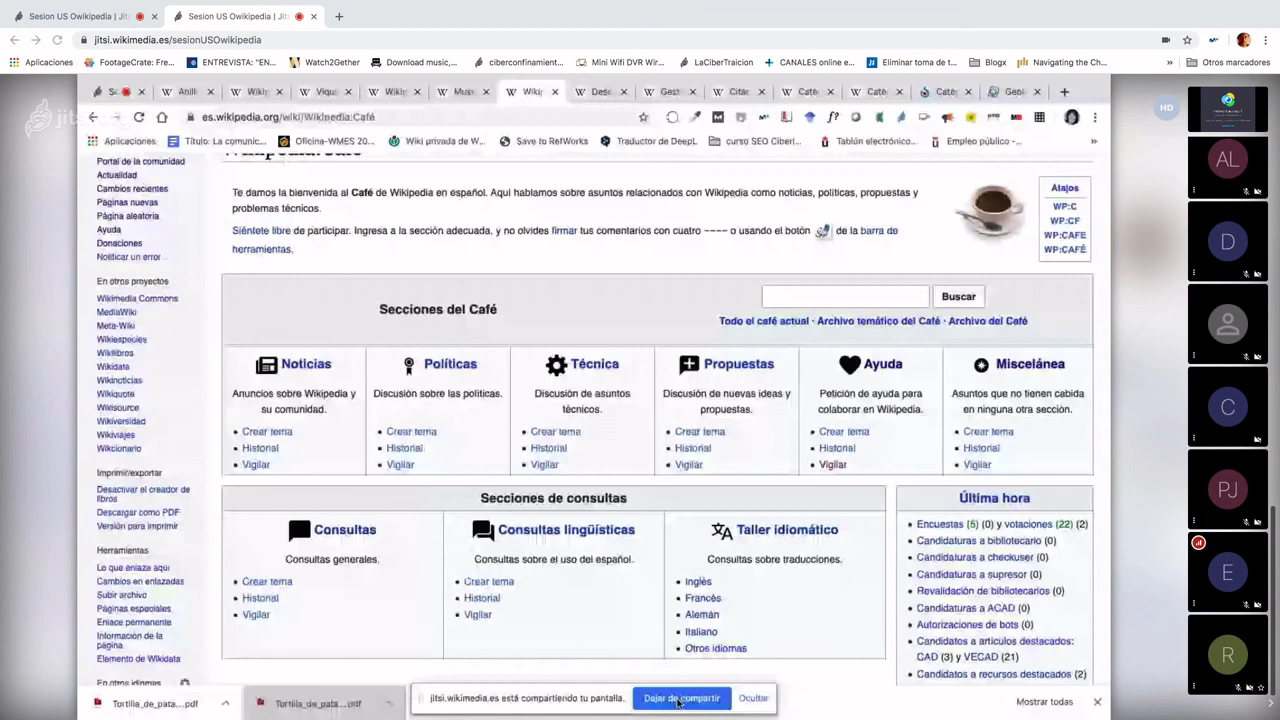 Sesion US Owikipedia | Jits
Sesion US Owikipedia | Jits
jitsi.wikimedia.es/sesionUSOwikipedia
Aplicaciones FootageCrate: Fre... ENTREVISTA: "EN... Watch2Gether Download music,... ciberconfinamient... Mini Wifi DVR Wir... LaCiberTraicion CANALES online e... Eliminar toma de t... Blogx Navigating the Ch... » Otros marcadores
es.wikipedia.org/wiki/Wikipedia:Café
Aplicaciones Título: La comunic... Oficina-WMES 20... Wiki privada de W... Save to RefWorks Traductor de DeepL curso SEO Ciberl... Tablún electrónico... Empleo público -... »
HD
Portal de la comunidad
Actualidad
Cambios recientes
Páginas nuevas
Página aleatoria
Ayuda
Donaciones
Notificar un error
En otros proyectos
Wikimedia Commons
MediaWiki
Meta-Wiki
Wikiespecies
Wikilibros
Wikidata
Wikinoticias
Wikiquote
Wikisource
Wikiversidad
Wikiviajes
Wikcionario
Imprimir/exportar
Desactivar el creador de
libros
Descargar como PDF
Versión para imprimir
Herramientas
Lo que enlaza aquí
Cambios en enlazadas
Subir archivo
Páginas especiales
Enlace permanente
Información de la
página
Elemento de Wikidata
En otros idiomas
Te damos la bienvenida al Café de Wikipedia en español. Aquí hablamos sobre asuntos relacionados con Wikipedia como noticias, políticas, propuestas y
problemas técnicos.
Siéntete libre de participar. Ingresa a la sección adecuada, y no olvides firmar tus comentarios con cuatro ~~~~ o usando el botón de la barra de
herramientas.
Atajos
WP:C
WP:CF
WP:CAFE
WP:CAFÉ
Secciones del Café
Buscar
Todo el café actual · Archivo temático del Café · Archivo del Café
Noticias
Anuncios sobre Wikipedia y
su comunidad.
Crear tema
Historial
Vigilar
Políticas
Discusión sobre las políticas.
Crear tema
Historial
Vigilar
Técnica
Discusión de asuntos
técnicos.
Crear tema
Historial
Vigilar
Propuestas
Discusión de nuevas ideas y
propuestas.
Crear tema
Historial
Vigilar
Ayuda
Petición de ayuda para
colaborar en Wikipedia.
Crear tema
Historial
Vigilar
Miscelánea
Asuntos que no tienen cabida
en ninguna otra sección.
Crear tema
Historial
Vigilar
Secciones de consultas
Consultas
Consultas generales.
Crear tema
Historial
Vigilar
Consultas lingüísticas
Consultas sobre el uso del español.
Crear tema
Historial
Vigilar
Taller idiomático
Consultas sobre traducciones.
Inglés
Francés
Alemán
Italiano
Otros idiomas
Última hora
Encuestas (5) (0) y votaciones (22) (2)
Candidaturas a bibliotecario (0)
Candidaturas a checkuser (0)
Candidaturas a supresor (0)
Revalidación de bibliotecarios (0)
Candidaturas a ACAD (0)
Autorizaciones de bots (0)
Candidatos a artículos destacados:
CAD (3) y VECAD (21)
Candidatos a recursos destacados (2)
Tortilla_de_pata....pdf
Tortilla_de_pata....pdf
jitsi.wikimedia.es está compartiendo tu pantalla.
Dejar de compartir
Ocultar
Mostrar todas
AL
D
C
PJ
E
R